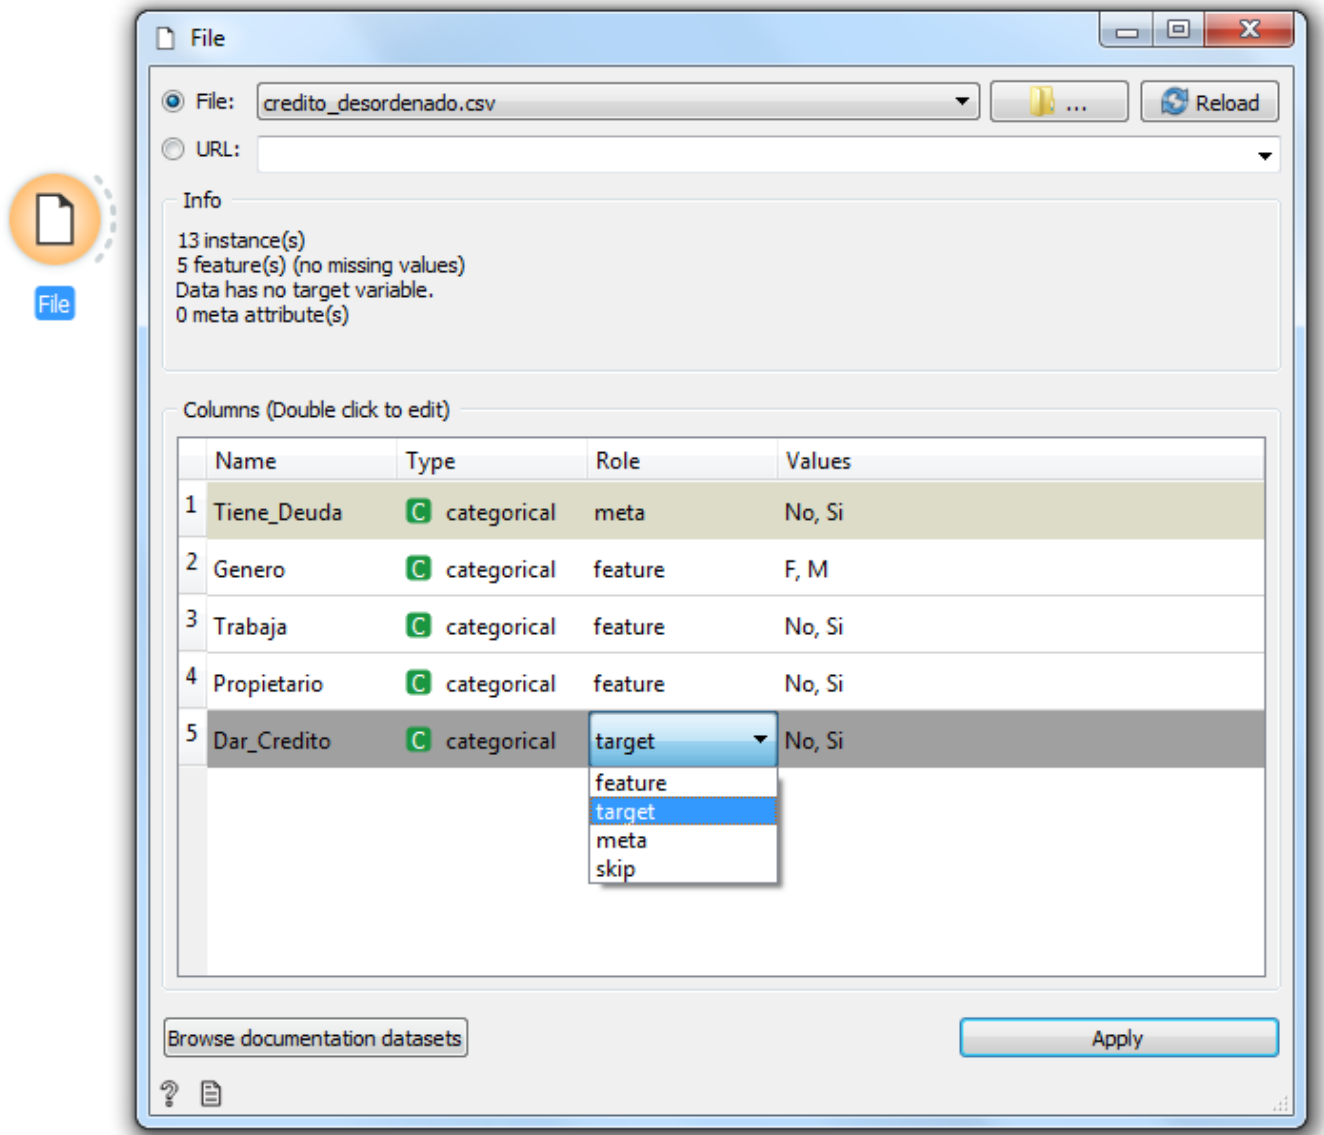 File
File: credito_desordenado.csv ... Reload
URL:
File
Info
13 instance(s)
5 feature(s) (no missing values)
Data has no target variable.
0 meta attribute(s)
Columns (Double click to edit)
Name Type Role Values
1 Tiene_Deuda C categorical meta No, Si
2 Genero C categorical feature F, M
3 Trabaja C categorical feature No, Si
4 Propietario C categorical feature No, Si
5 Dar_Credito C categorical target No, Si
feature
target
meta
skip
Browse documentation datasets Apply
?